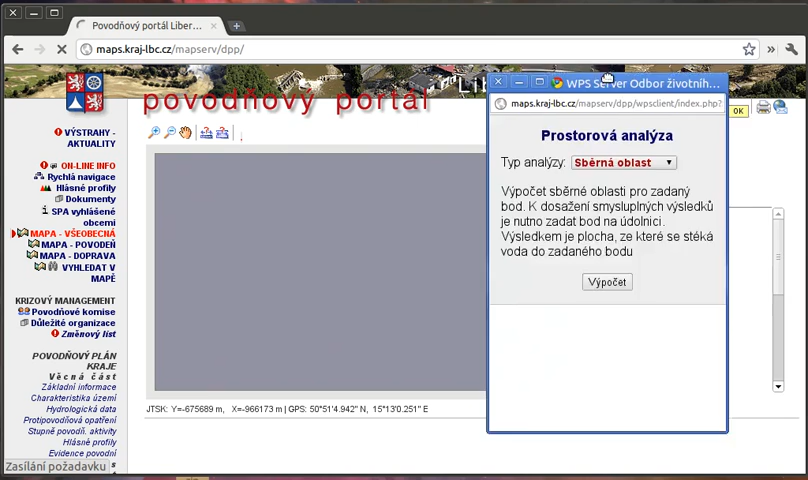 Povodňový portál Liber...
maps.kraj-lbc.cz/mapserv/dpp/
povodňový portál
Li
WPS Server Odbor životníh...
maps.kraj-lbc.cz/mapserv/dpp/wpsclient/index.php?
OK
VÝSTRAHY -
AKTUALITY
ON-LINE INFO
Rychlá navigace
Hlásné profily
Dokumenty
SPA vyhlášené
obcemi
MAPA - VŠEOBECNÁ
MAPA - POVODEŇ
MAPA - DOPRAVA
VYHLEDAT V
MAPĚ
KRIZOVÝ MANAGEMENT
Povodňové komise
Důležité organizace
Změnový list
POVODŇOVÝ PLÁN
KRAJE
Věcná část
Základní informace
Charakteristika území
Hydrologická data
Protipovodňová opatření
Stupně povodň. aktivity
Hlásné profily
Evidence povodní
Zasílání požadavku
s
Prostorová analýza
Typ analýzy: Sběrná oblast
Výpočet sběrné oblasti pro zadaný
bod. K dosažení smysluplných výsledků
je nutno zadat bod na údolnici.
Výsledkem je plocha, ze které se stéká
voda do zadaného bodu
Výpočet
JTSK: Y=-675689 m, X=-966173 m | GPS: 50°51'4.942" N, 15°13'0.251" E